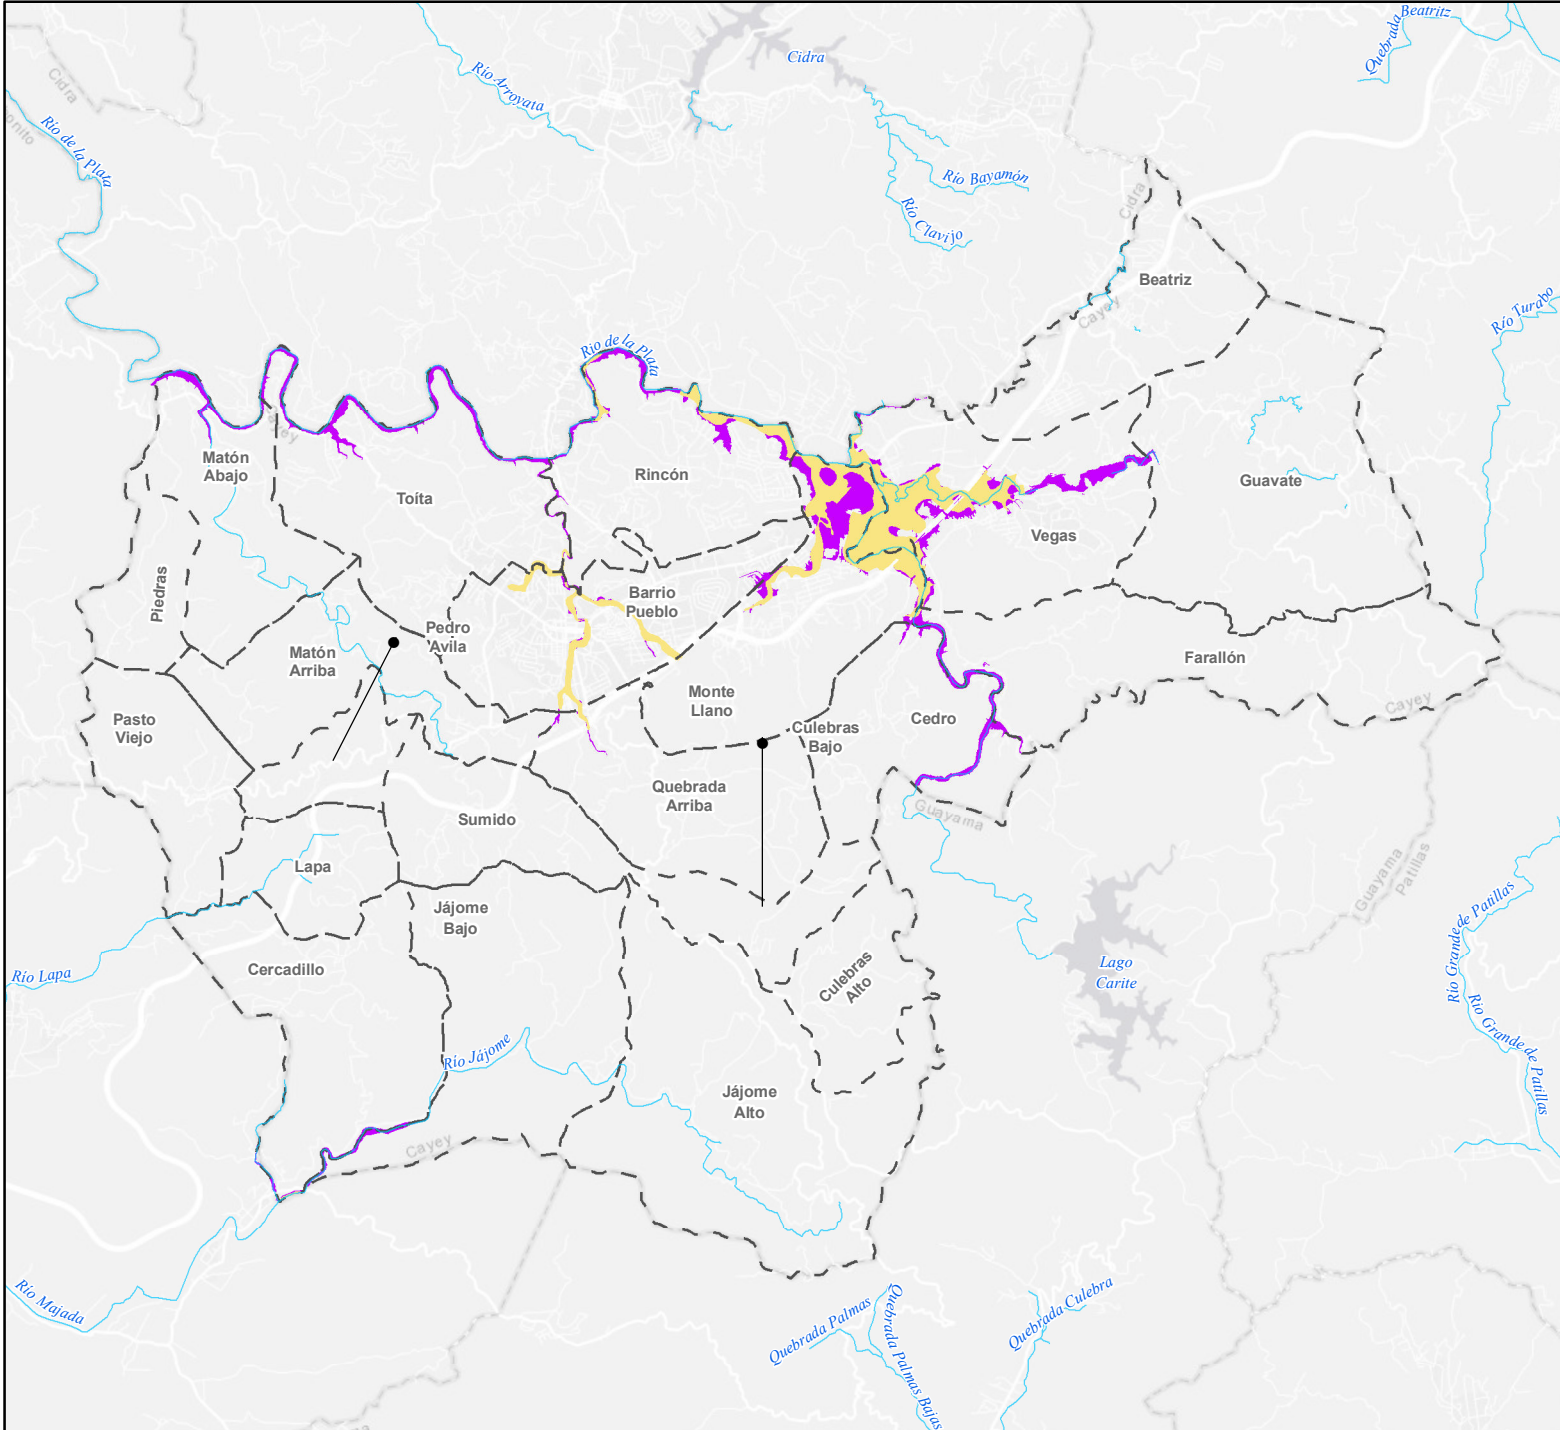 Quebrada Beatritz
Cidra
Cidra
Río Arroyata
onito
Río de la Plata
Río Bayamón
Cidra
Río Clavijo
Beatriz
Río Turabo
Cayey
Rio de la Plata
Matón
Abajo
Rincón
Toíta
Guavate
Vegas
Piedras
Barrio
Pueblo
Pedro
Avila
Matón
Arriba
Farallón
Monte
Llano
Cayey
Pasto
Viejo
Cedro
Culebras
Bajo
Quebrada
Arriba
Sumido
Guayama
Guayama
Patillas
Lapa
Jájome
Bajo
Río Grande de Patillas
Cercadillo
Río Lapa
Lago
Carite
Culebras
Alto
Río Grande de Patillas
Río Jájome
Jájome
Alto
Cayey
Río Majada
Quebrada Palmas
Quebrada Culebra
Quebrada Palmas Bajas